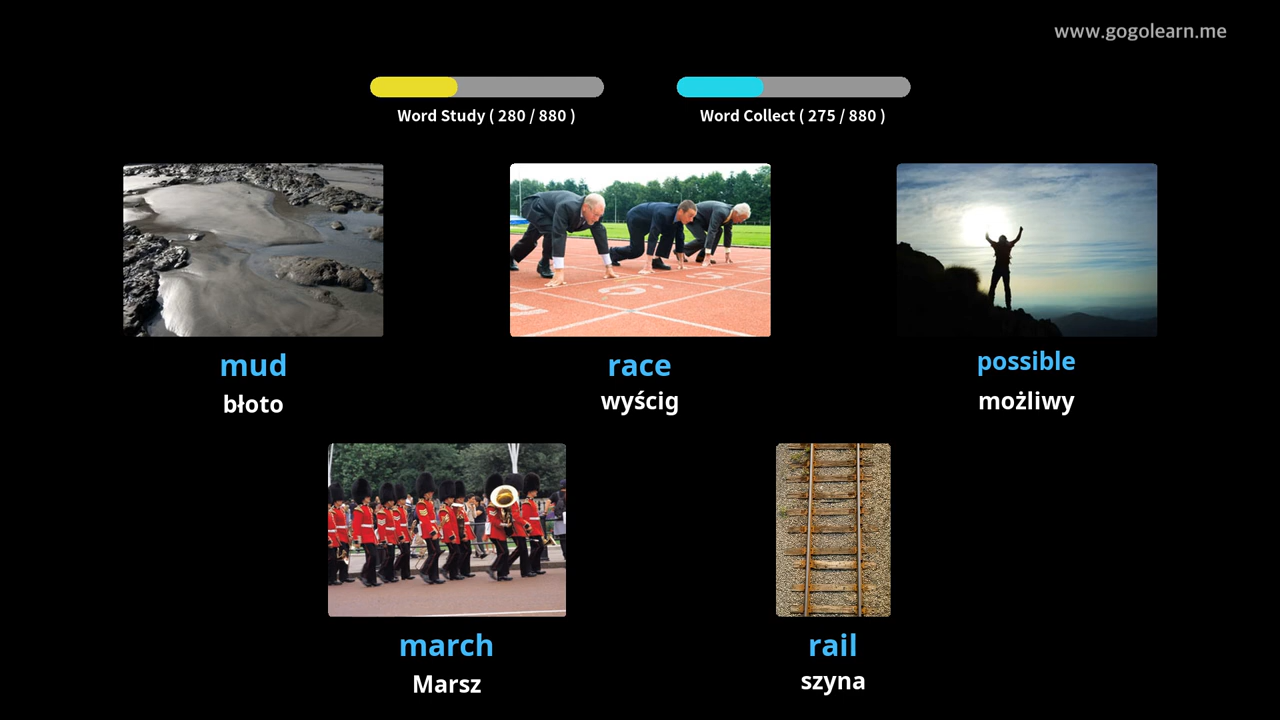 www.gogolearn.me
Word Study ( 280 / 880 )
Word Collect ( 275 / 880 )
mud
błoto
race
wyścig
possible
możliwy
march
Marsz
rail
szyna